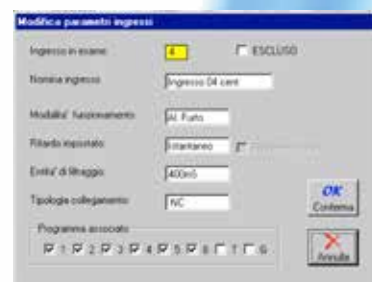 Modifica parametri ingressi
Ingresso in esame 4 ESCLUSO
Nomina ingresso Ingresso 04 cent
Modalita' funzionamento Al. Furto
Ritardo impostato Istantaneo
Entita' di filtraggio 400mS
Tipologia collegamento NC
OK
Conferma
Programma associato
1 2 3 4 5 6 T G
Annulla